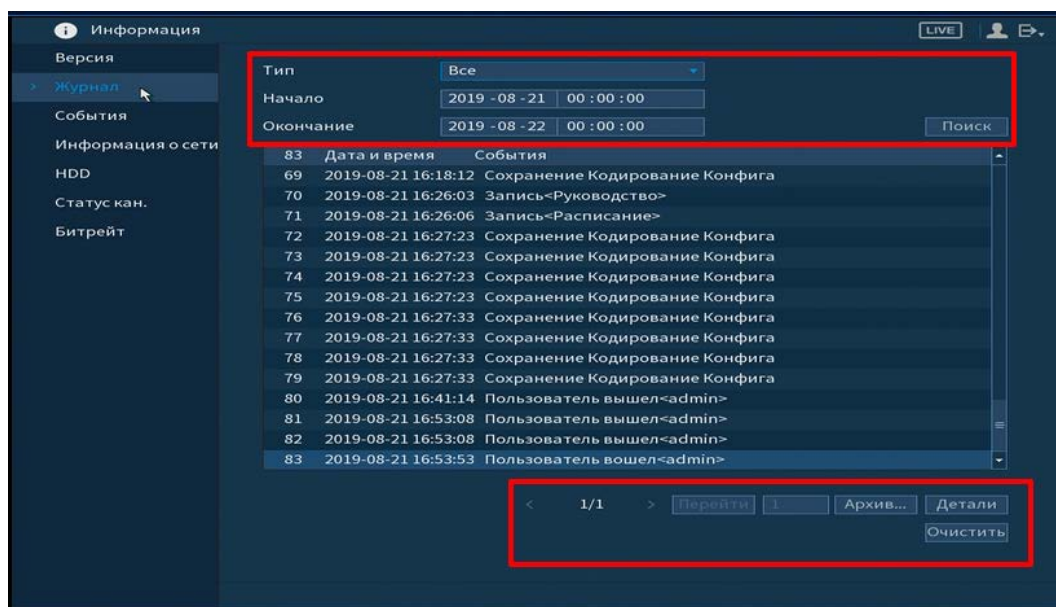 Информация LIVE
Версия
Журнал
События
Информация о сети
HDD
Статус кан.
Битрейт
Тип Все
Начало 2019 -08 -21 00 :00 :00
Окончание 2019 -08 -22 00 :00 :00 Поиск
83 Дата и время События
69 2019-08-21 16:18:12 Сохранение Кодирование Конфига
70 2019-08-21 16:26:03 Запись<Руководство>
71 2019-08-21 16:26:06 Запись<Расписание>
72 2019-08-21 16:27:23 Сохранение Кодирование Конфига
73 2019-08-21 16:27:23 Сохранение Кодирование Конфига
74 2019-08-21 16:27:23 Сохранение Кодирование Конфига
75 2019-08-21 16:27:23 Сохранение Кодирование Конфига
76 2019-08-21 16:27:33 Сохранение Кодирование Конфига
77 2019-08-21 16:27:33 Сохранение Кодирование Конфига
78 2019-08-21 16:27:33 Сохранение Кодирование Конфига
79 2019-08-21 16:27:33 Сохранение Кодирование Конфига
80 2019-08-21 16:41:14 Пользователь вышел<admin>
81 2019-08-21 16:53:08 Пользователь вышел<admin>
82 2019-08-21 16:53:08 Пользователь вышел<admin>
83 2019-08-21 16:53:53 Пользователь вошел<admin>
< 1/1 > Перейти 1 Архив... Детали
Очистить